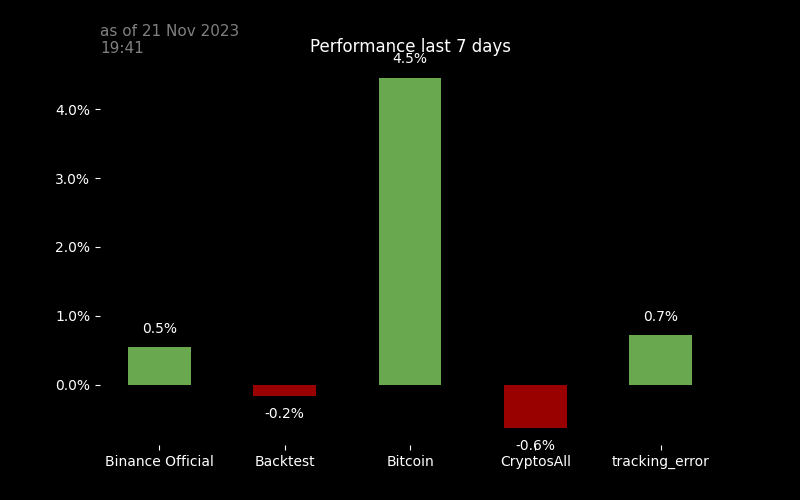 as of 21 Nov 2023
19:41
Performance last 7 days
4.5%
4.0%
3.0%
2.0%
1.0%
0.5%
0.7%
0.0%
-0.2%
-0.6%
Binance Official
Backtest
Bitcoin
CryptosAll
tracking_error